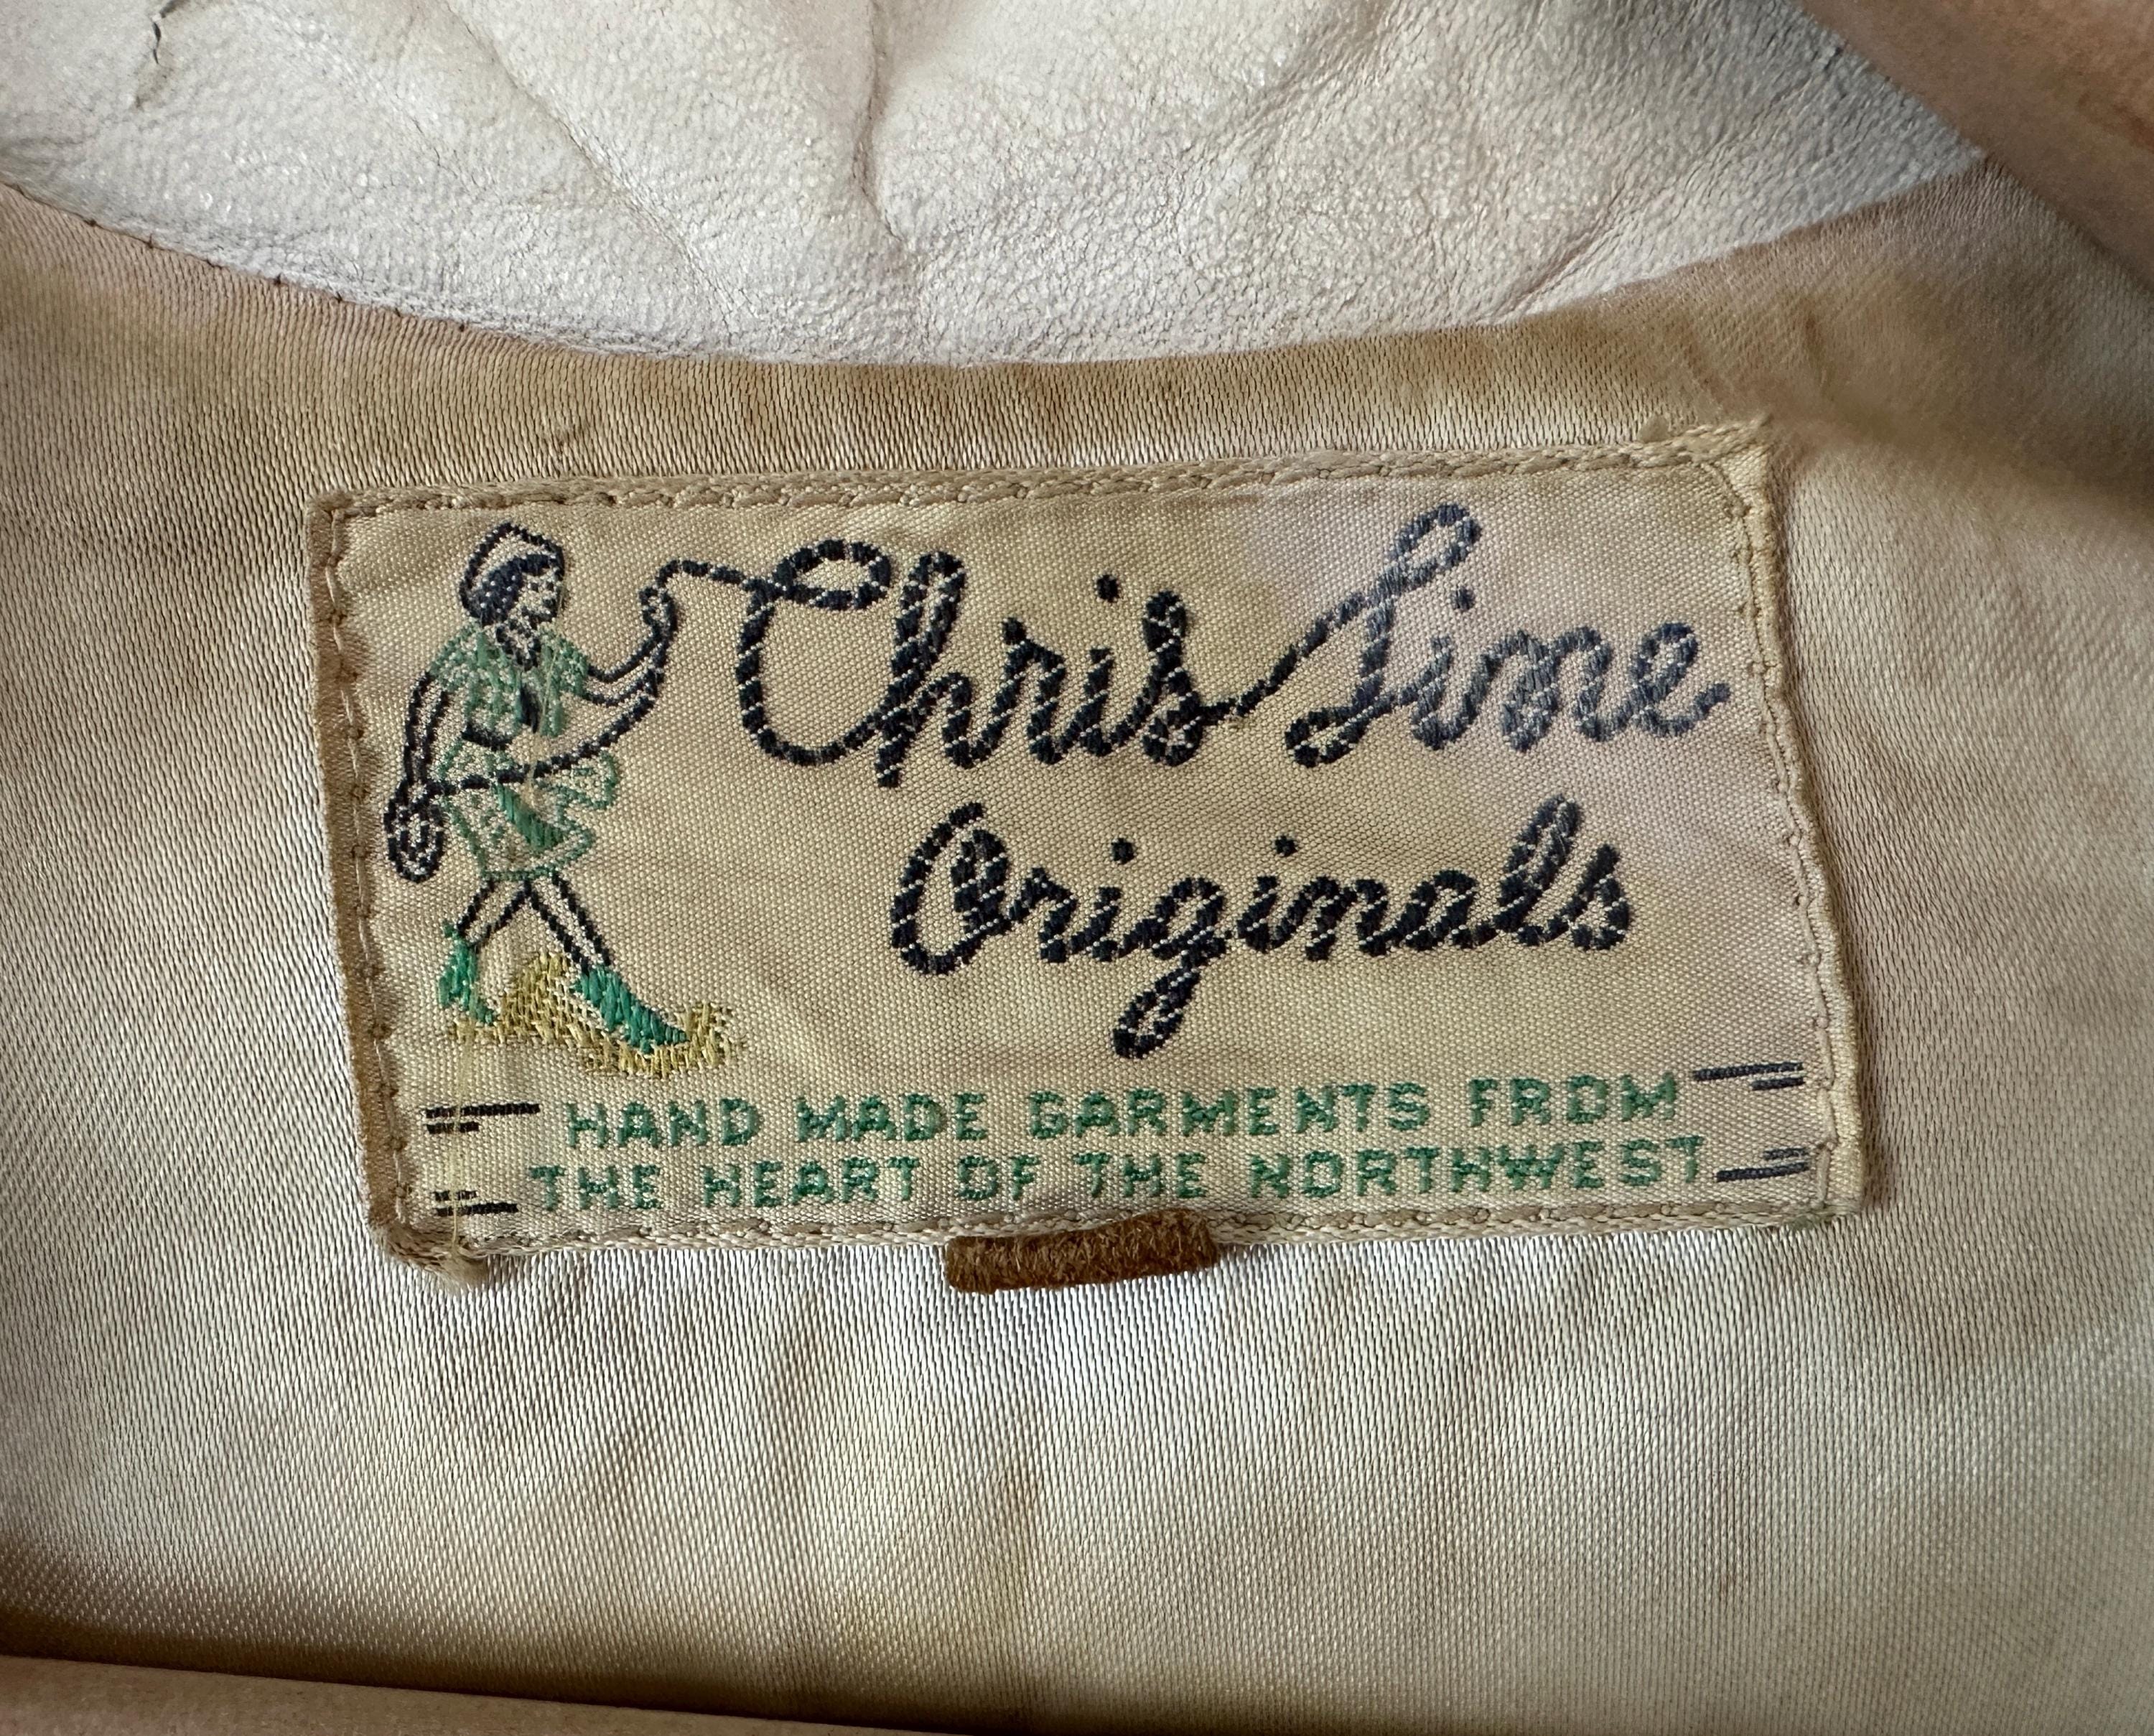 Chris Line
Originals
HAND MADE GARMENTS FROM
THE HEART OF THE NORTHWEST